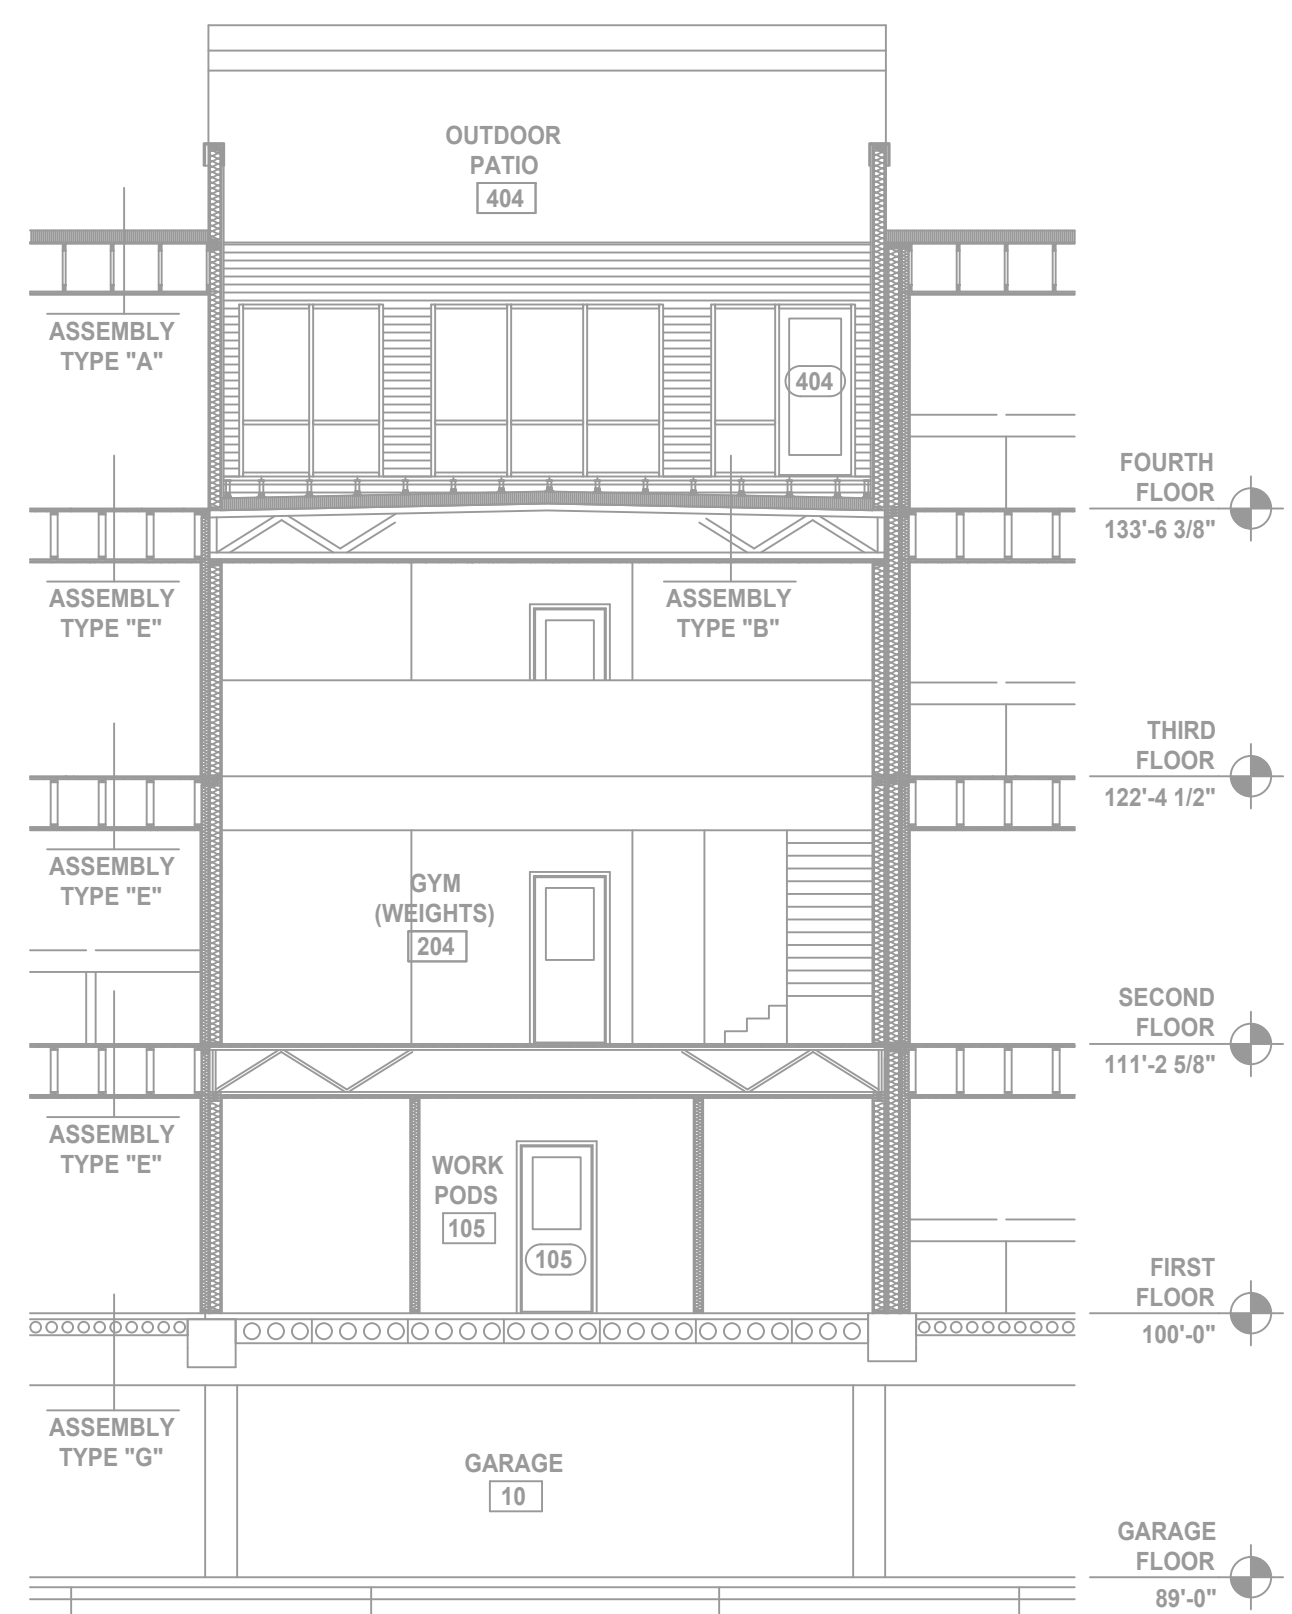 OUTDOOR
PATIO
404
ASSEMBLY
TYPE "A"
404
FOURTH
FLOOR
133'-6 3/8"
ASSEMBLY
TYPE "E"
ASSEMBLY
TYPE "B"
THIRD
FLOOR
122'-4 1/2"
ASSEMBLY
TYPE "E"
GYM
(WEIGHTS)
204
SECOND
FLOOR
111'-2 5/8"
ASSEMBLY
TYPE "E"
WORK
PODS
105
105
FIRST
FLOOR
100'-0"
ASSEMBLY
TYPE "G"
GARAGE
10
GARAGE
FLOOR
89'-0"